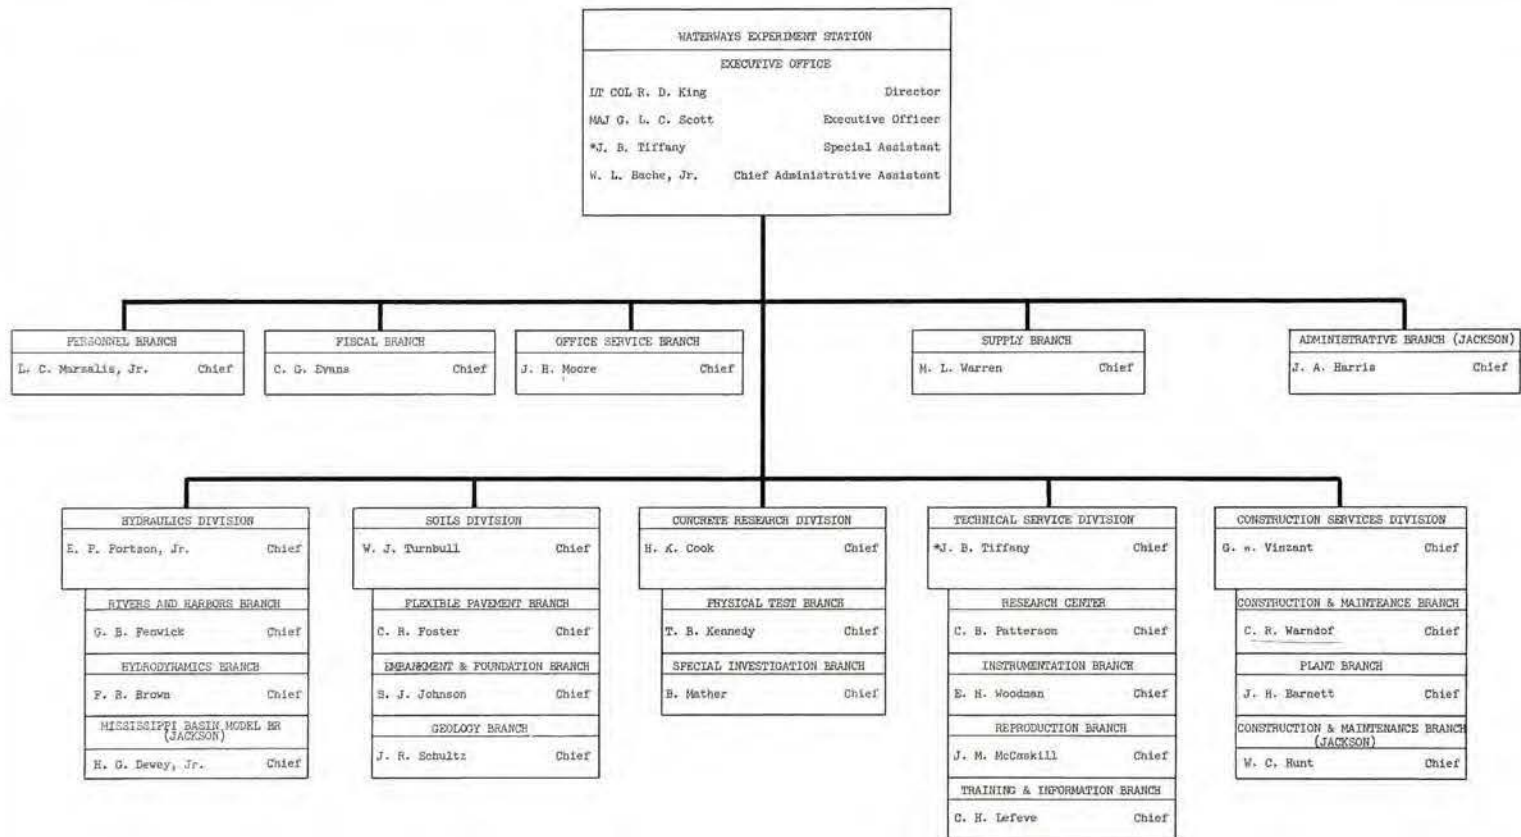 WATERWAYS EXPERIMENT STATION
EXECUTIVE OFFICE
LT COL R. D. King Director
MAJ G. L. C. Scott Executive Officer
*J. B. Tiffany Special Assistant
W. L. Bache, Jr. Chief Administrative Assistant
PERSONNEL BRANCH
L. C. Marsalis, Jr. Chief
FISCAL BRANCH
C. G. Evans Chief
OFFICE SERVICE BRANCH
J. H. Moore Chief
SUPPLY BRANCH
M. L. Warren Chief
ADMINISTRATIVE BRANCH (JACKSON)
J. A. Harris Chief
HYDRAULICS DIVISION
E. P. Fortson, Jr. Chief
RIVERS AND HARBORS BRANCH
G. B. Fenwick Chief
HYDRODYNAMICS BRANCH
F. R. Brown Chief
MISSISSIPPI BASIN MODEL BR
(JACKSON)
H. G. Dewey, Jr. Chief
SOILS DIVISION
W. J. Turnbull Chief
FLEXIBLE PAVEMENT BRANCH
C. R. Foster Chief
EMBANKMENT & FOUNDATION BRANCH
S. J. Johnson Chief
GEOLOGY BRANCH
J. R. Schultz Chief
CONCRETE RESEARCH DIVISION
H. K. Cook Chief
PHYSICAL TEST BRANCH
T. B. Kennedy Chief
SPECIAL INVESTIGATION BRANCH
B. Mather Chief
TECHNICAL SERVICE DIVISION
*J. B. Tiffany Chief
RESEARCH CENTER
C. B. Patterson Chief
INSTRUMENTATION BRANCH
E. H. Woodman Chief
REPRODUCTION BRANCH
J. M. McCaskill Chief
TRAINING & INFORMATION BRANCH
C. H. Lefeve Chief
CONSTRUCTION SERVICES DIVISION
G. Vinzant Chief
CONSTRUCTION & MAINTEANCE BRANCH
C. R. Warndof Chief
PLANT BRANCH
J. H. Barnett Chief
CONSTRUCTION & MAINTENANCE BRANCH
(JACKSON)
W. C. Hunt Chief